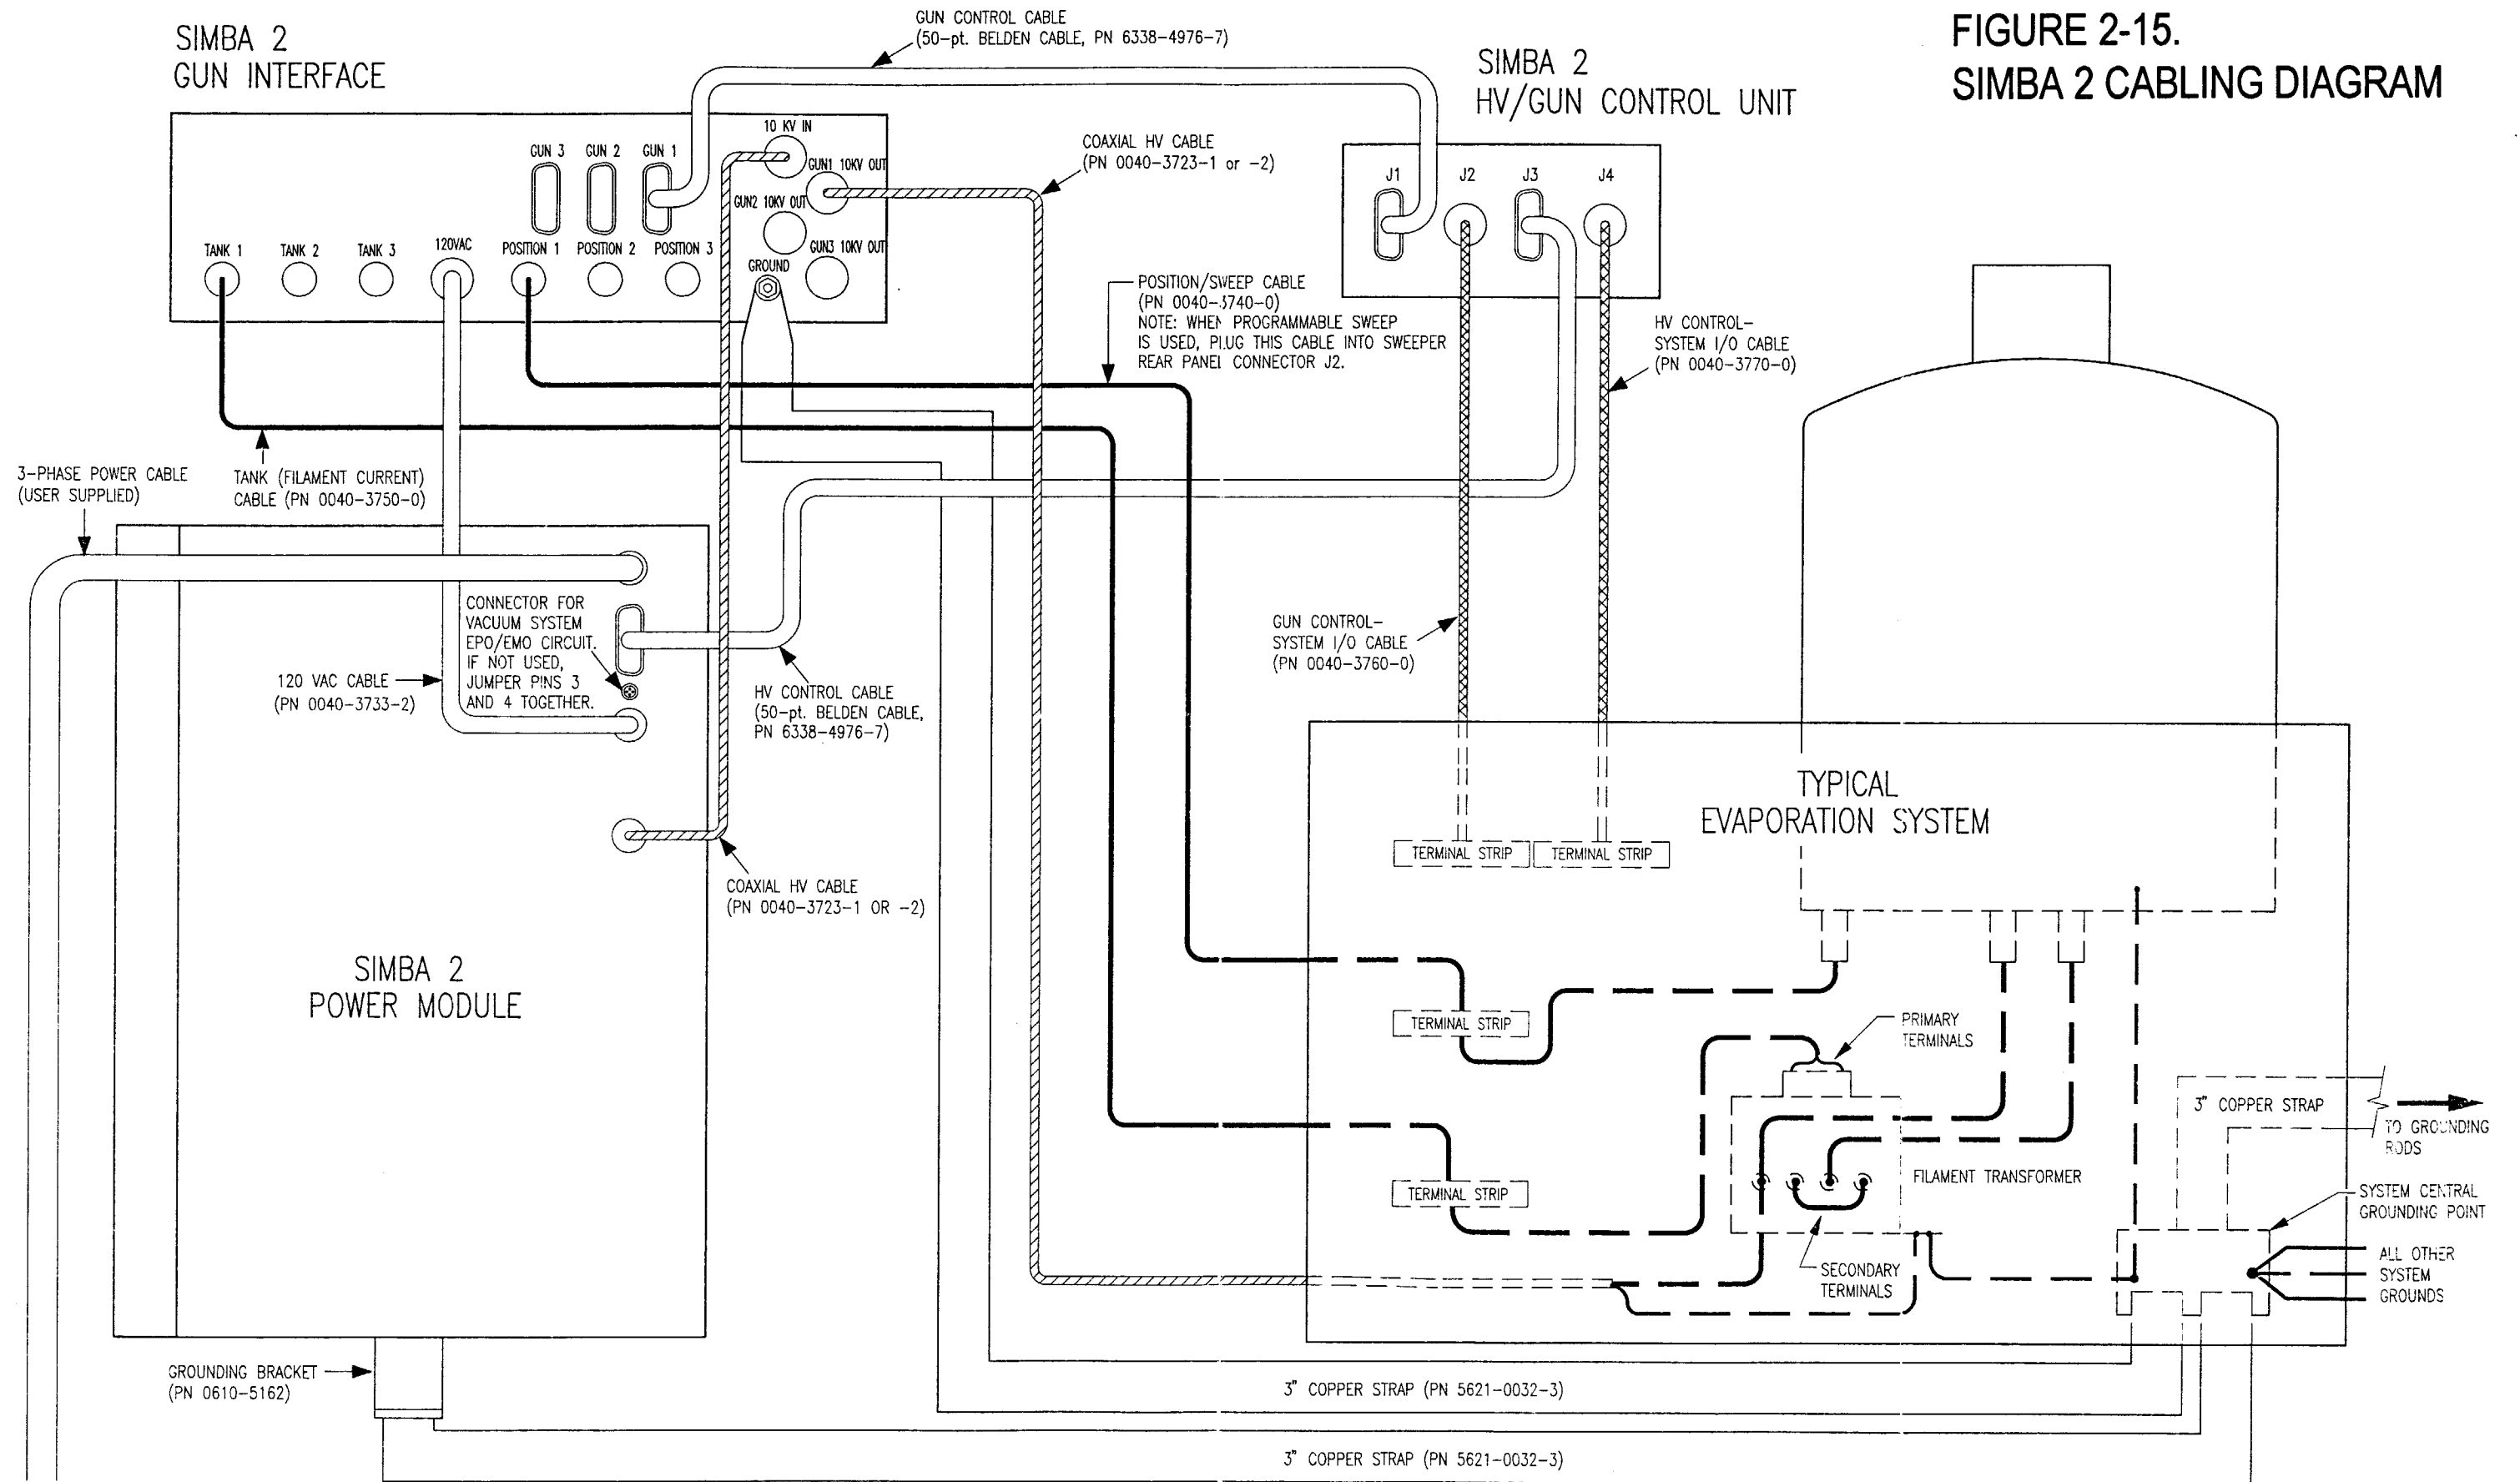 FIGURE 2-15.
SIMBA 2 CABLING DIAGRAM
GUN CONTROL CABLE
(50-pt. BELDEN CABLE, PN 6338-4976-7)
SIMBA 2
GUN INTERFACE
SIMBA 2
HV/GUN CONTROL UNIT
10 KV IN
GUN 3
GUN 2
GUN 1
GUN1 10KV OUT
GUN2 10KV OUT
GUN3 10KV OUT
GROUND
TANK 1
TANK 2
TANK 3
120VAC
POSITION 1
POSITION 2
POSITION 3
COAXIAL HV CABLE
(PN 0040-3723-1 or -2)
J1
J2
J3
J4
POSITION/SWEEP CABLE
(PN 0040-3740-0)
NOTE: WHEN PROGRAMMABLE SWEEP
IS USED, PLUG THIS CABLE INTO SWEEPER
REAR PANEL CONNECTOR J2.
HV CONTROL-
SYSTEM I/O CABLE
(PN 0040-3770-0)
3-PHASE POWER CABLE
(USER SUPPLIED)
TANK (FILAMENT CURRENT)
CABLE (PN 0040-3750-0)
CONNECTOR FOR
VACUUM SYSTEM
EPO/EMO CIRCUIT.
IF NOT USED,
JUMPER PINS 3
AND 4 TOGETHER.
120 VAC CABLE
(PN 0040-3733-2)
HV CONTROL CABLE
(50-pt. BELDEN CABLE,
PN 6338-4976-7)
GUN CONTROL-
SYSTEM I/O CABLE
(PN 0040-3760-0)
COAXIAL HV CABLE
(PN 0040-3723-1 OR -2)
SIMBA 2
POWER MODULE
TYPICAL
EVAPORATION SYSTEM
TERMINAL STRIP
TERMINAL STRIP
TERMINAL STRIP
PRIMARY
TERMINALS
3" COPPER STRAP
TO GROUNDING
RODS
FILAMENT TRANSFORMER
TERMINAL STRIP
SYSTEM CENTRAL
GROUNDING POINT
SECONDARY
TERMINALS
ALL OTHER
SYSTEM
GROUNDS
GROUNDING BRACKET
(PN 0610-5162)
3" COPPER STRAP (PN 5621-0032-3)
3" COPPER STRAP (PN 5621-0032-3)